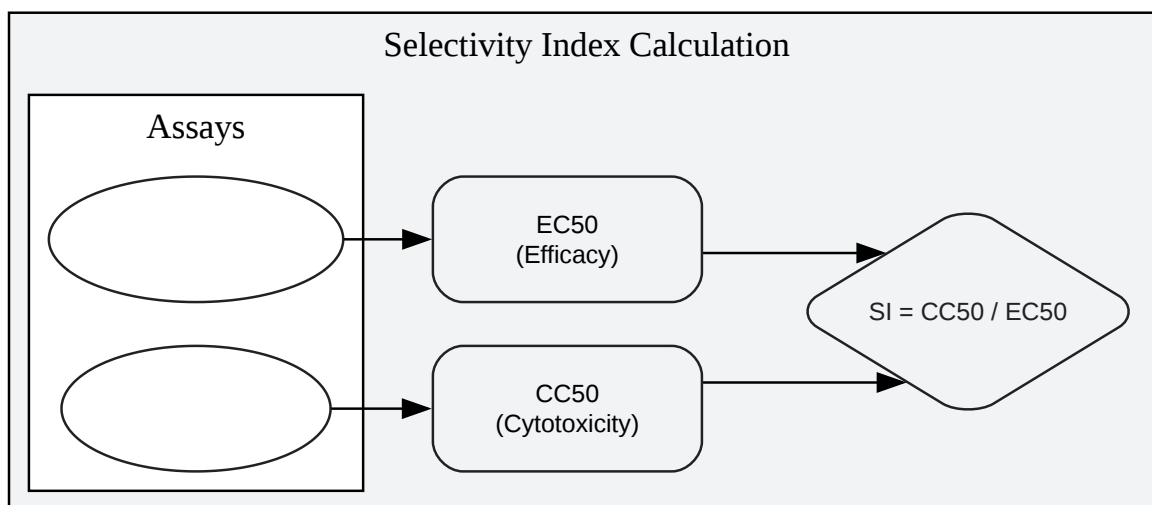 Selectivity Index Calculation
Assays
EC50
(Efficacy)
SI = CC50 / EC50
CC50
(Cytotoxicity)